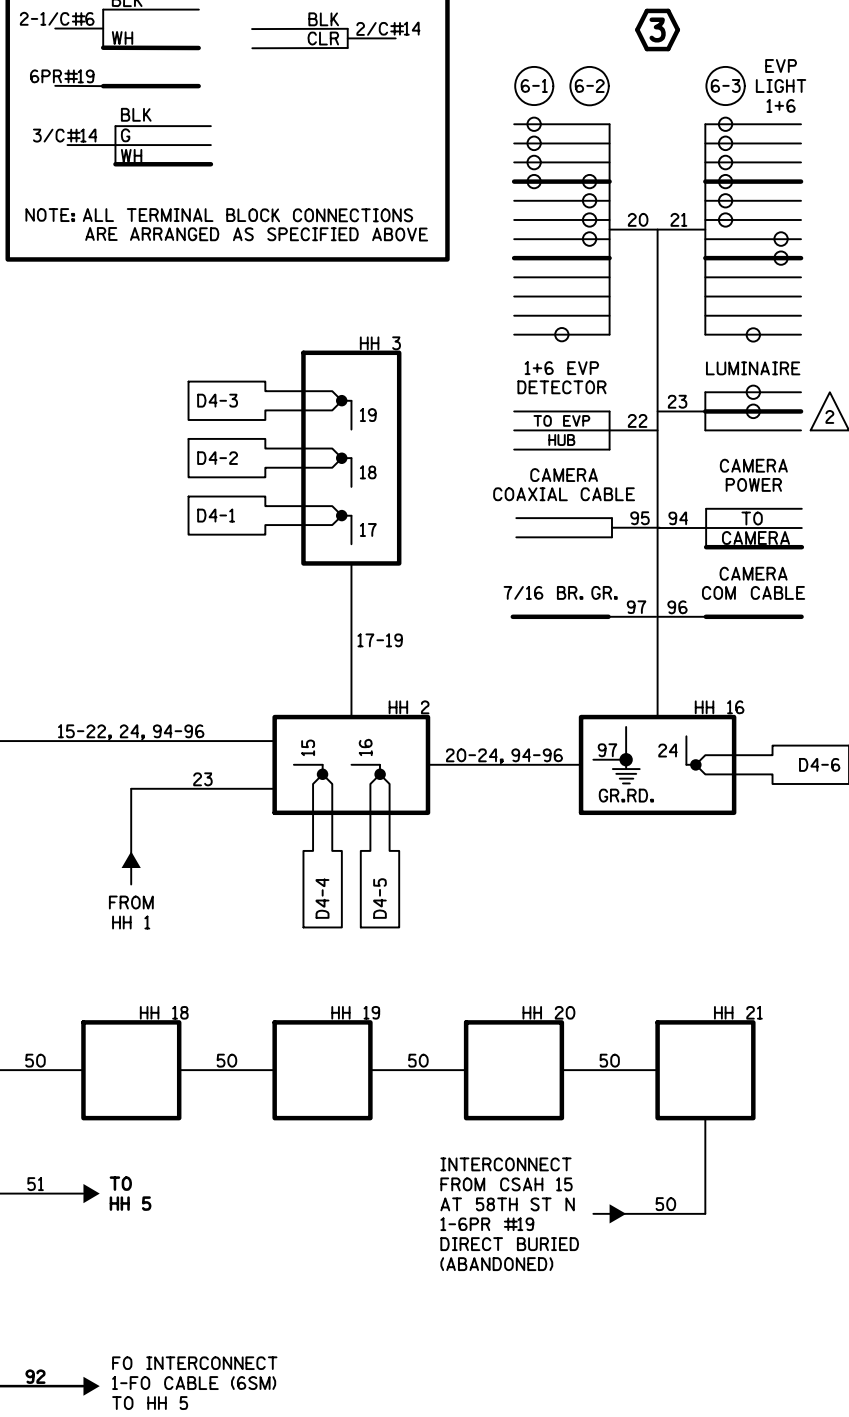 BLK
2-1/C#6
WH
BLK
CLR
2/C#14
6PR#19
BLK
3/C#14
G
WH
NOTE: ALL TERMINAL BLOCK CONNECTIONS
ARE ARRANGED AS SPECIFIED ABOVE
3
6-1
6-2
6-3
EVP
LIGHT
1+6
20
21
1+6 EVP
DETECTOR
TO EVP
HUB
22
LUMINAIRE
23
2
CAMERA
COAXIAL CABLE
95
94
CAMERA
POWER
TO
CAMERA
7/16 BR. GR.
97
96
CAMERA
COM CABLE
HH 3
D4-3
19
D4-2
18
D4-1
17
17-19
HH 2
15-22, 24, 94-96
23
FROM
HH 1
15
16
D4-4
D4-5
20-24, 94-96
HH 16
97
GR.RD.
24
D4-6
HH 18
HH 19
HH 20
HH 21
50
50
50
50
51
TO
HH 5
INTERCONNECT
FROM CSAH 15
AT 58TH ST N
1-6PR #19
DIRECT BURIED
(ABANDONED)
50
92
FO INTERCONNECT
1-FO CABLE (6SM)
TO HH 5